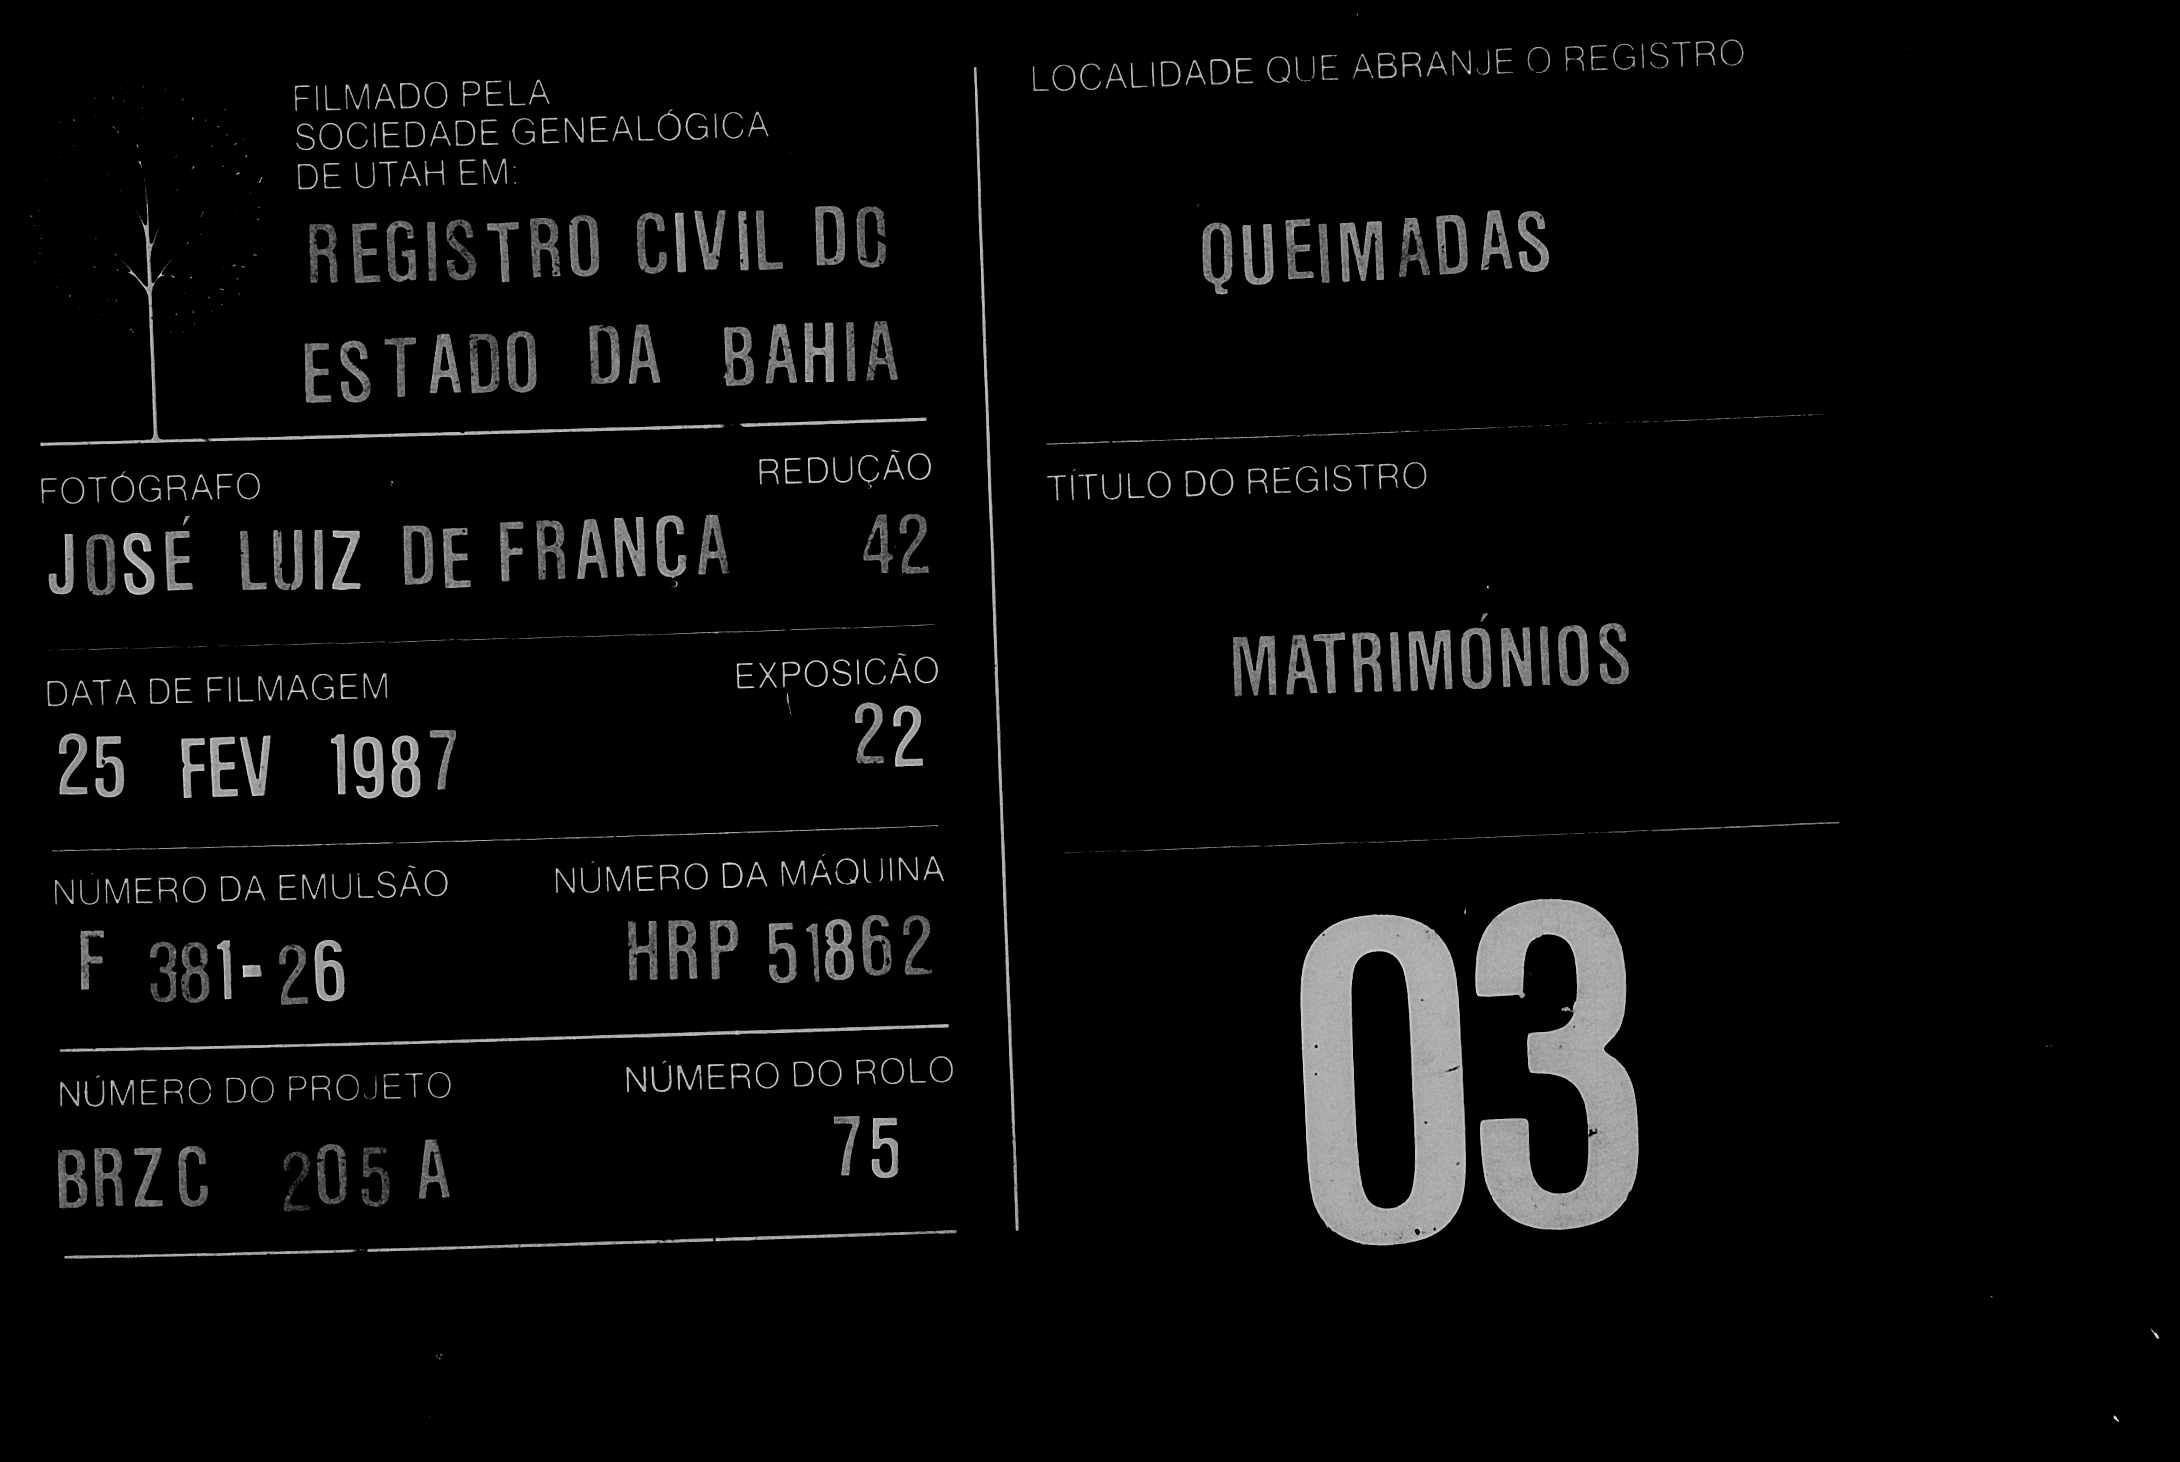 FILMADO PELA
SOCIEDADE GENEALÓGICA
DE UTAH EM:
REGISTRO CIVIL DO
ESTADO DA BAHIA
FOTÓGRAFO
REDUÇÃO
JOSÉ LUIZ DE FRANÇA
42
DATA DE FILMAGEM
EXPOSICÃO
25 FEV 1987
22
NÚMERO DA EMULSÃO
NÚMERO DA MÁQUINA
F 381-26
HRP 51862
NÚMERO DO PROJETO
NÚMERO DO ROLO
BRZC 205 A
75
LOCALIDADE QUE ABRANJE O REGISTRO
QUEIMADAS
TÍTULO DO REGISTRO
MATRIMÓNIOS
03